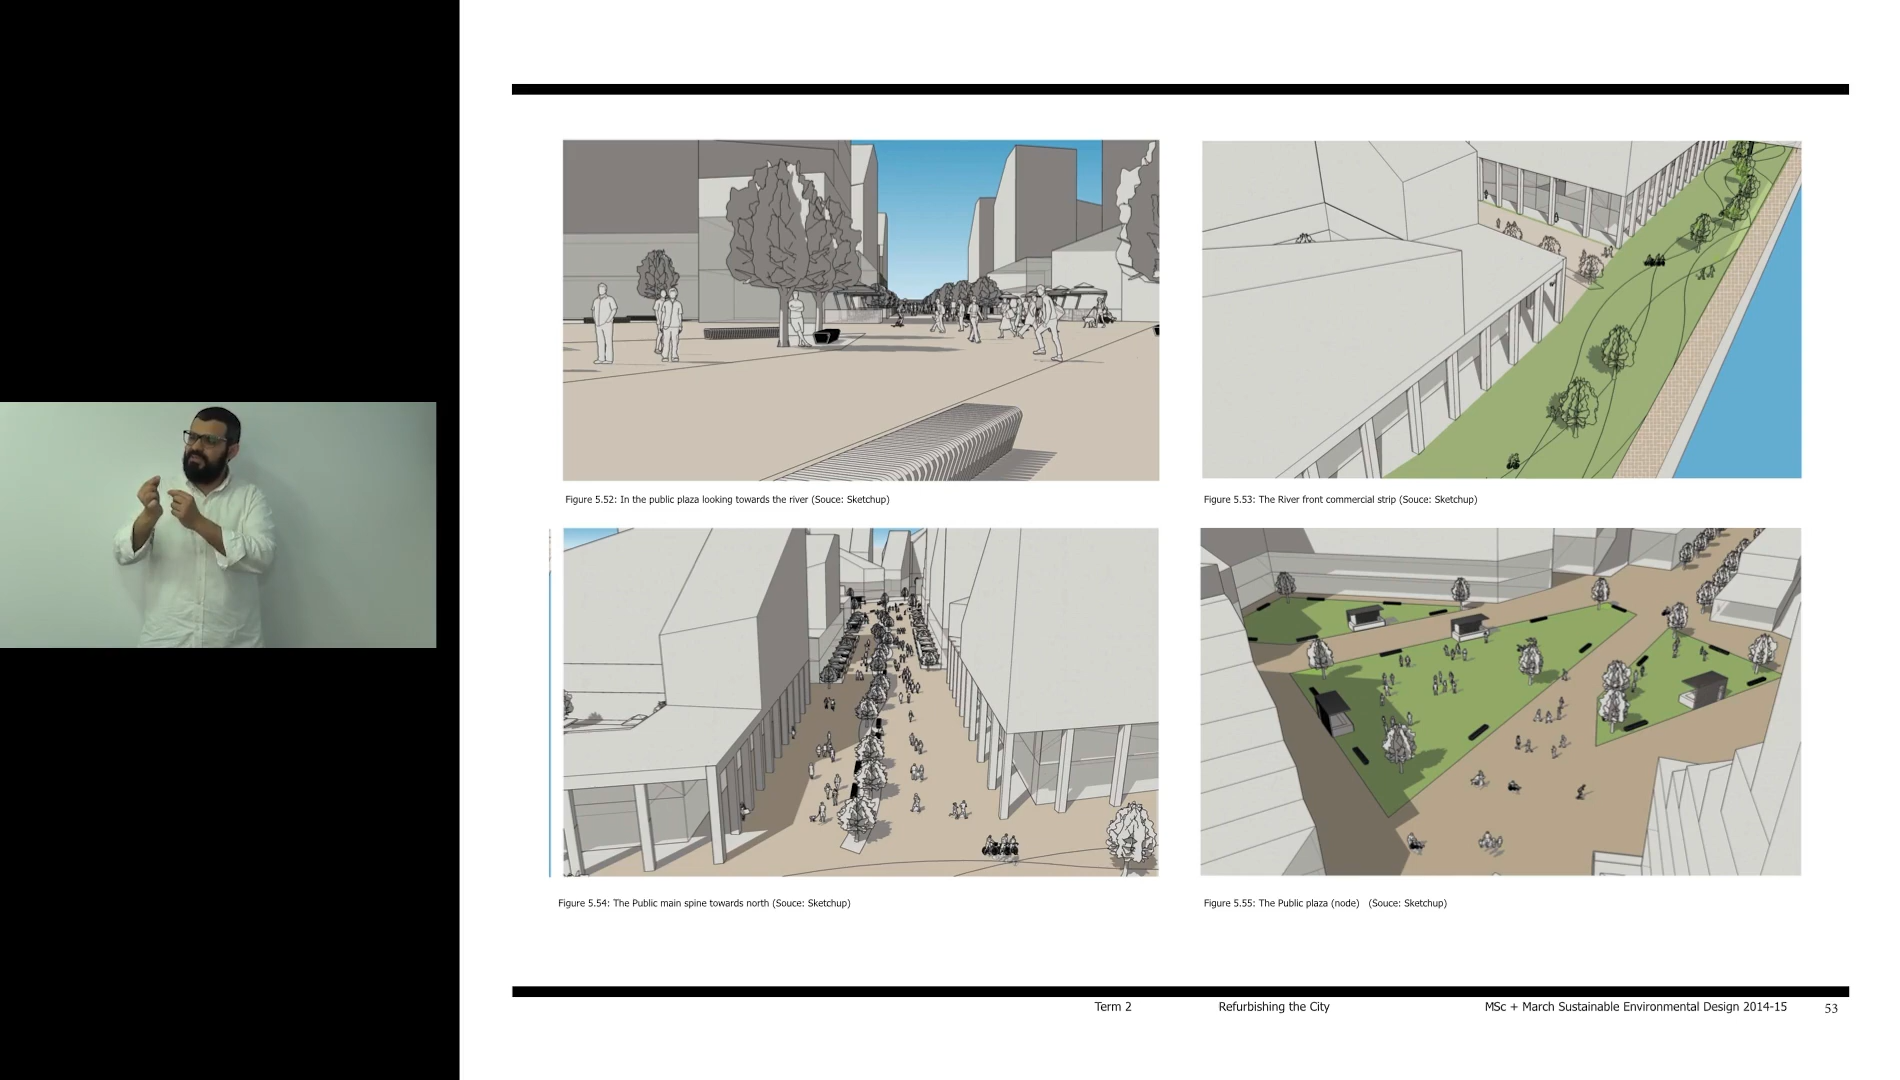 Figure 5.52: In the public plaza looking towards the river (Souce: Sketchup)
Figure 5.53: The River front commercial strip (Souce: Sketchup)
Figure 5.54: The Public main spine towards north (Souce: Sketchup)
Figure 5.55: The Public plaza (node) (Souce: Sketchup)
Term 2 Refurbishing the City MSc + March Sustainable Environmental Design 2014-15 53